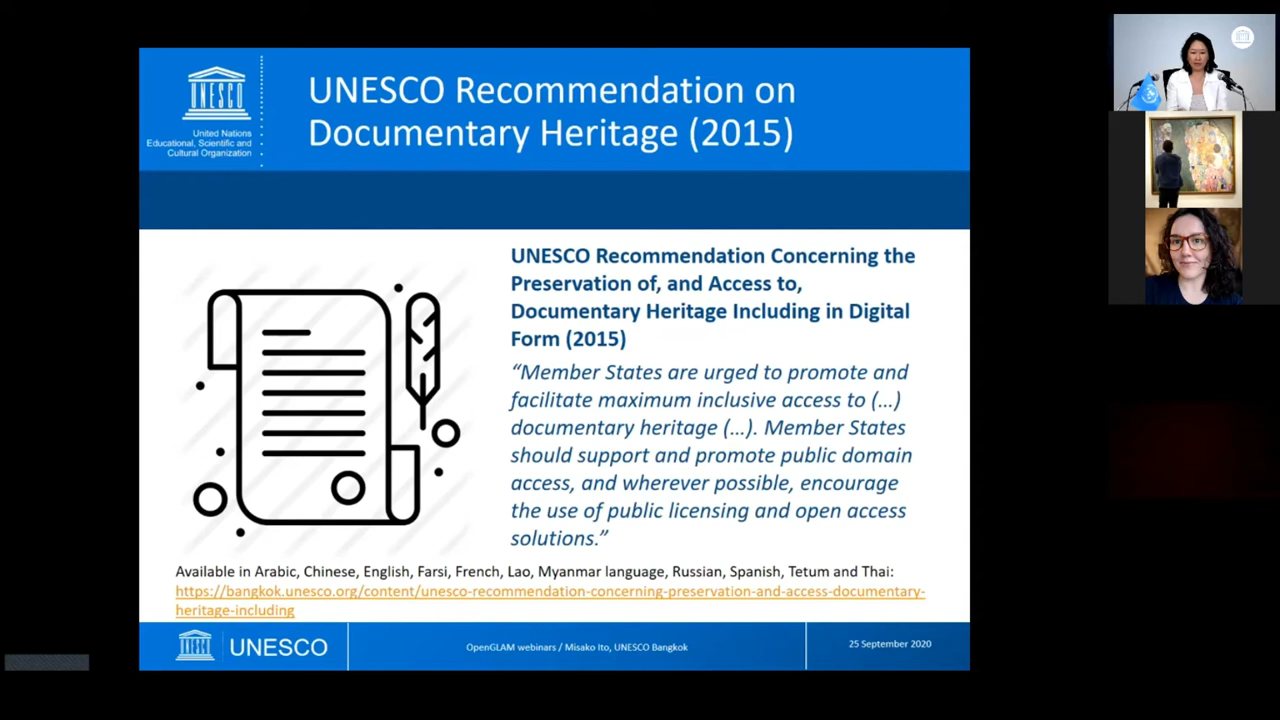 UNESCO
United Nations
Educational, Scientific and
Cultural Organization
UNESCO Recommendation on
Documentary Heritage (2015)
UNESCO Recommendation Concerning the
Preservation of, and Access to,
Documentary Heritage Including in Digital
Form (2015)
“Member States are urged to promote and
facilitate maximum inclusive access to (…)
documentary heritage (…). Member States
should support and promote public domain
access, and wherever possible, encourage
the use of public licensing and open access
solutions.”
Available in Arabic, Chinese, English, Farsi, French, Lao, Myanmar language, Russian, Spanish, Tetum and Thai:
https://bangkok.unesco.org/content/unesco-recommendation-concerning-preservation-and-access-documentary-
heritage-including
UNESCO
OpenGLAM webinars / Misako Ito, UNESCO Bangkok
25 September 2020